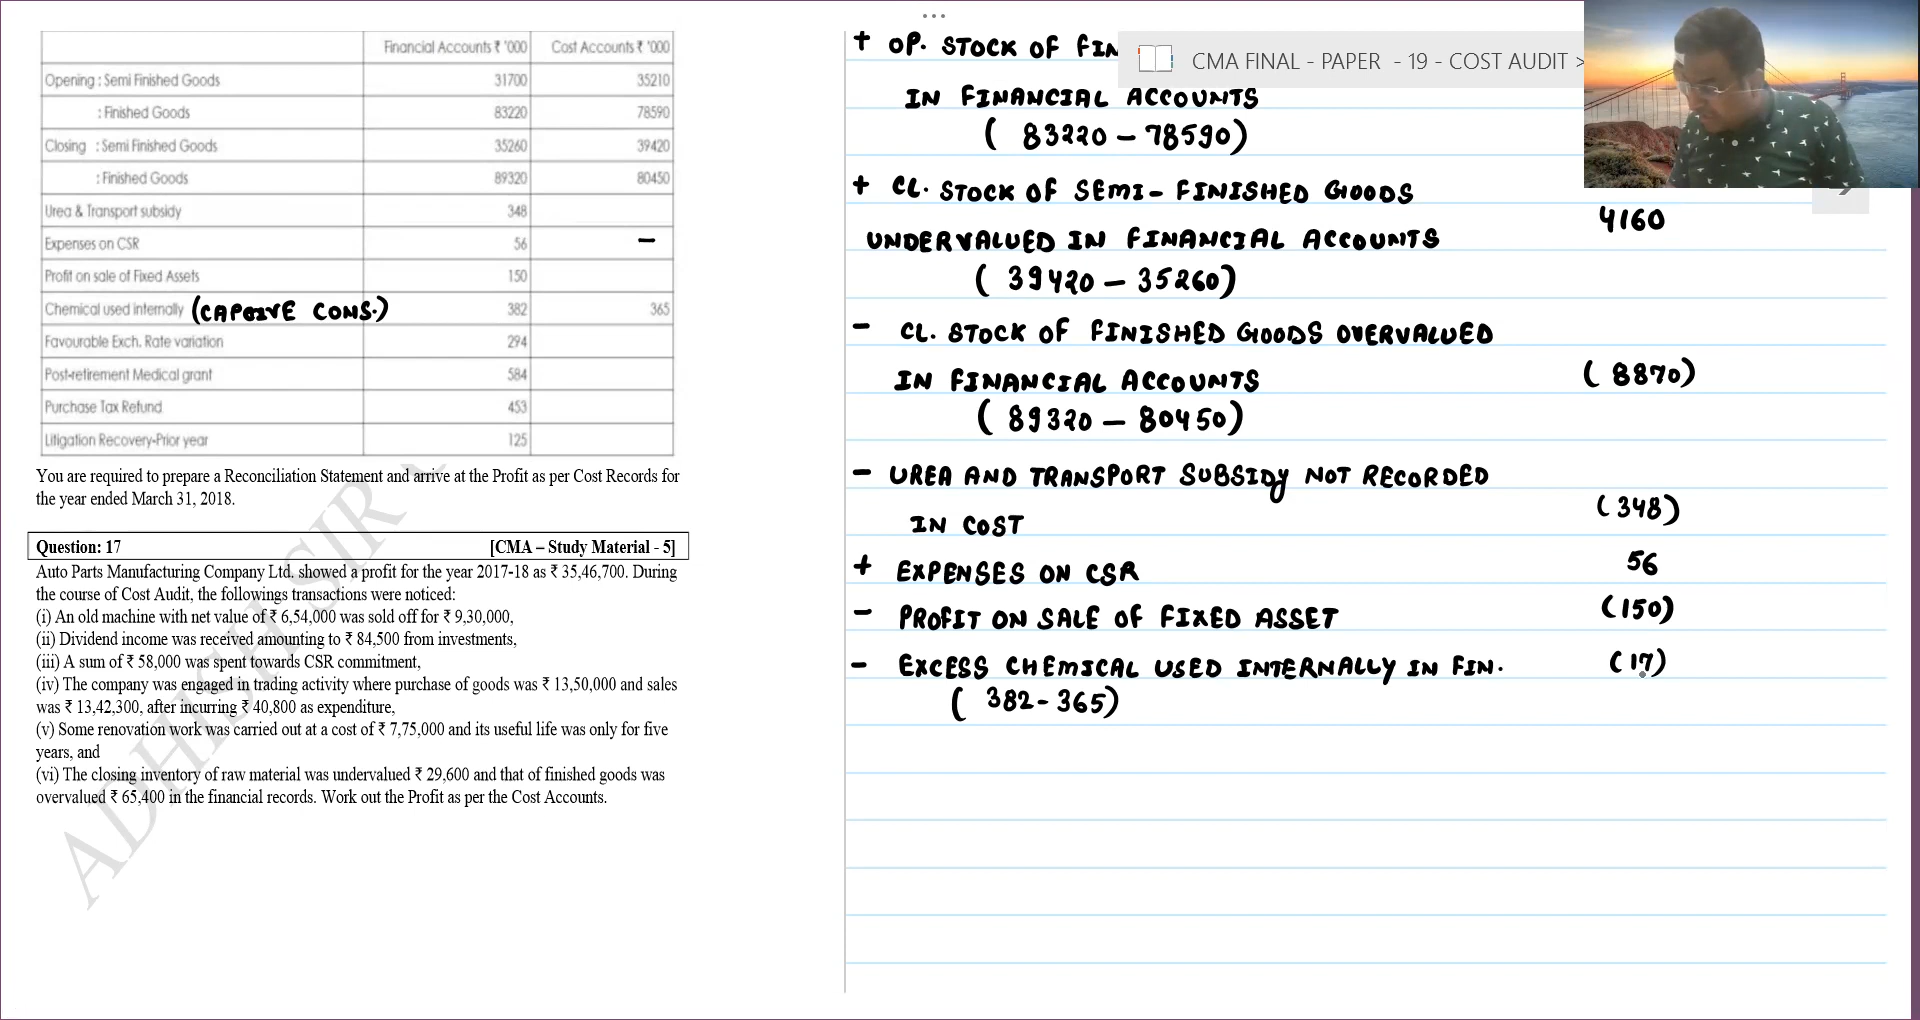 ...
Financial Accounts ₹ '000 Cost Accounts ₹ '000
Opening : Semi Finished Goods 31700 35210
: Finished Goods 83220 78590
Closing : Semi Finished Goods 35260 39420
: Finished Goods 89320 80450
Urea & Transport subsidy 348
Expenses on CSR 56 –
Profit on sale of Fixed Assets 150
Chemical used internally (CAPTIVE CONS.) 382 365
Favourable Exch. Rate variation 294
Post-retirement Medical grant 584
Purchase Tax Refund 453
Litigation Recovery-Prior year 125
You are required to prepare a Reconciliation Statement and arrive at the Profit as per Cost Records for
the year ended March 31, 2018.
Question: 17 [CMA – Study Material - 5]
Auto Parts Manufacturing Company Ltd. showed a profit for the year 2017-18 as ₹ 35,46,700. During
the course of Cost Audit, the followings transactions were noticed:
(i) An old machine with net value of ₹ 6,54,000 was sold off for ₹ 9,30,000,
(ii) Dividend income was received amounting to ₹ 84,500 from investments,
(iii) A sum of ₹ 58,000 was spent towards CSR commitment,
(iv) The company was engaged in trading activity where purchase of goods was ₹ 13,50,000 and sales
was ₹ 13,42,300, after incurring ₹ 40,800 as expenditure,
(v) Some renovation work was carried out at a cost of ₹ 7,75,000 and its useful life was only for five
years, and
(vi) The closing inventory of raw material was undervalued ₹ 29,600 and that of finished goods was
overvalued ₹ 65,400 in the financial records. Work out the Profit as per the Cost Accounts.
ADHISH SIR
+ OP. STOCK OF FIN
CMA FINAL - PAPER - 19 - COST AUDIT >
IN FINANCIAL ACCOUNTS
( 83220 – 78590)
+ CL. STOCK OF SEMI- FINISHED GOODS
UNDERVALUED IN FINANCIAL ACCOUNTS 4160
( 39420 – 35260)
– CL. STOCK OF FINISHED GOODS OVERVALUED
IN FINANCIAL ACCOUNTS ( 8870)
( 89320 – 80450)
– UREA AND TRANSPORT SUBSIDY NOT RECORDED
IN COST (348)
+ EXPENSES ON CSR 56
– PROFIT ON SALE OF FIXED ASSET (150)
– EXCESS CHEMICAL USED INTERNALLY IN FIN. (17)
( 382-365)